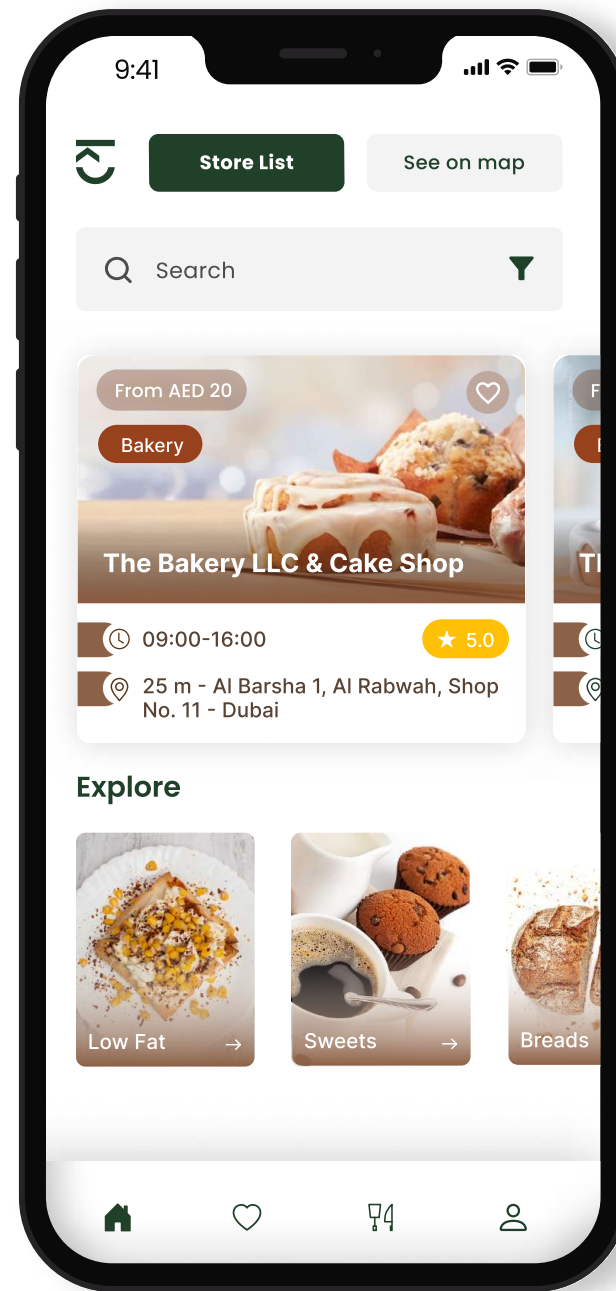 9:41
Store List
See on map
Search
From AED 20
Bakery
The Bakery LLC & Cake Shop
09:00-16:00
5.0
25 m - Al Barsha 1, Al Rabwah, Shop
No. 11 - Dubai
Explore
Low Fat
Sweets
Breads